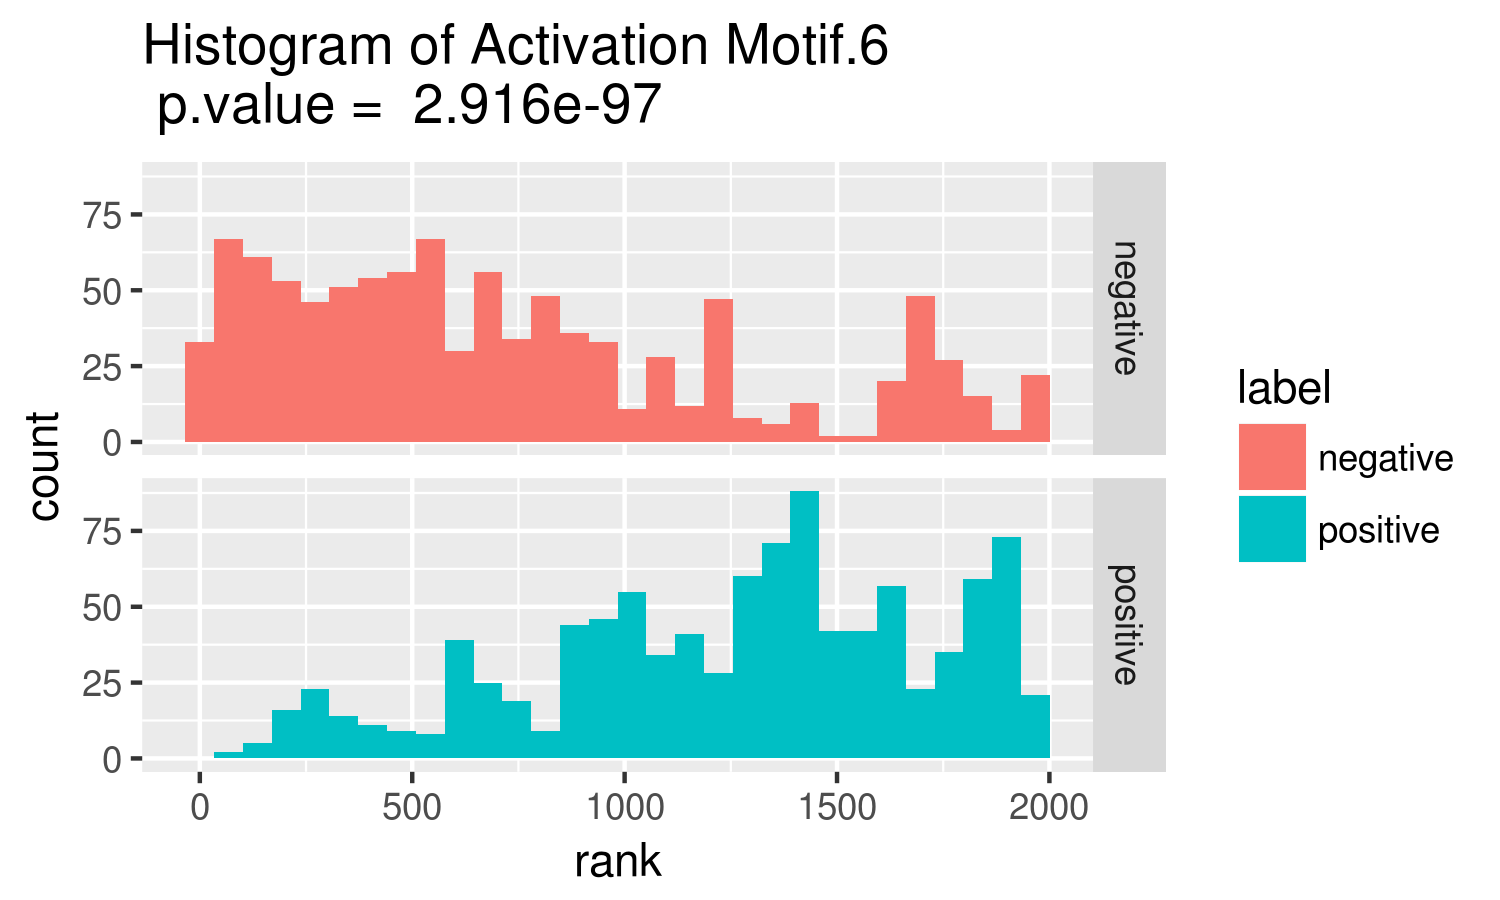 Histogram of Activation Motif.6
p.value =  2.916e-97
count
75
50
25
0
negative
75
50
25
0
positive
0 500 1000 1500 2000
rank
label
negative
positive